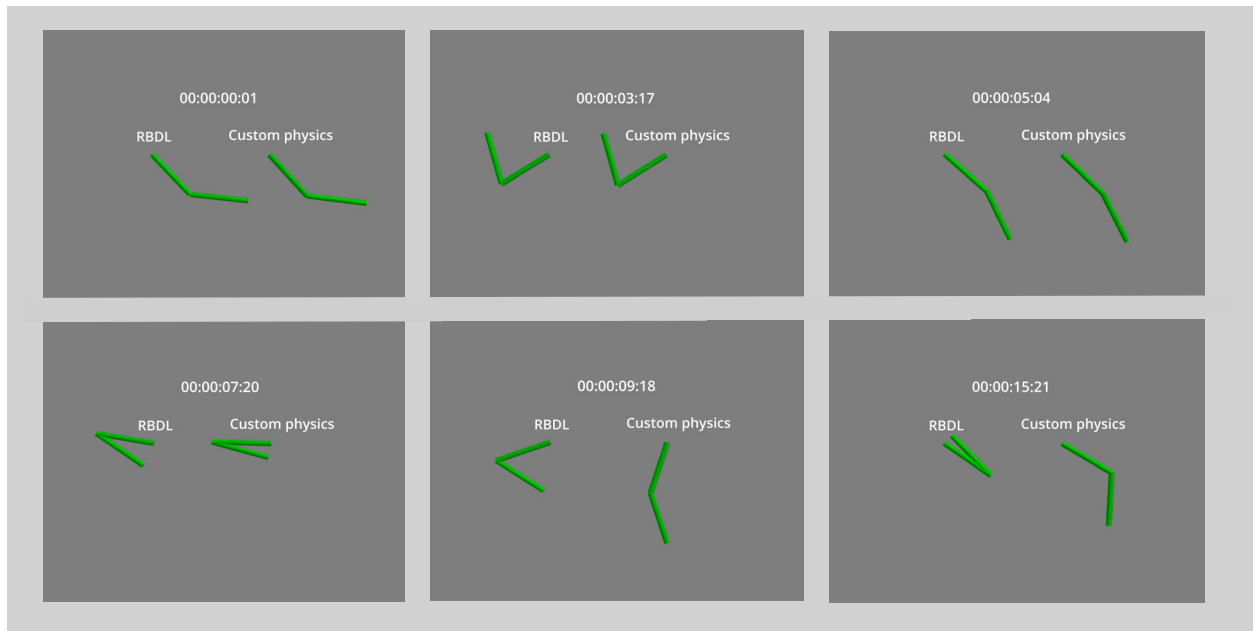 00:00:00:01
RBDL
Custom physics
00:00:03:17
RBDL
Custom physics
00:00:05:04
RBDL
Custom physics
00:00:07:20
RBDL
Custom physics
00:00:09:18
RBDL
Custom physics
00:00:15:21
RBDL
Custom physics